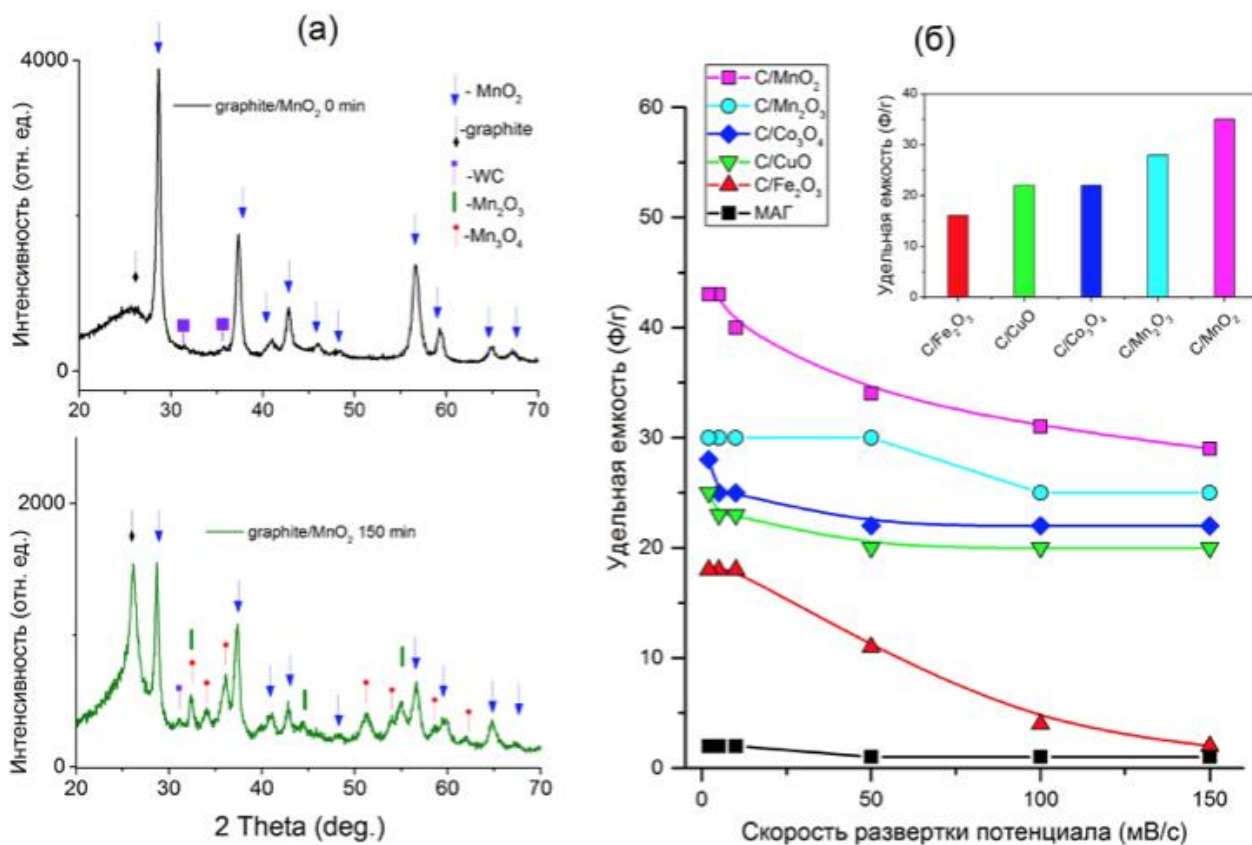 (а)
4000
0
Интенсивность (отн. ед.)
graphite/MnO₂ 0 min
- MnO₂
-graphite
-WC
-Mn₂O₃
-Mn₃O₄
20 30 40 50 60 70
2000
0
Интенсивность (отн. ед.)
graphite/MnO₂ 150 min
20 30 40 50 60 70
2 Theta (deg.)
(б)
C/MnO₂
C/Mn₂O₃
C/Co₃O₄
C/CuO
C/Fe₂O₃
МАГ
60
50
40
30
20
10
0
Удельная емкость (Ф/г)
0 50 100 150
Скорость развертки потенциала (мВ/с)
40
30
20
10
0
Удельная емкость (Ф/г)
C/Fe₂O₃
C/CuO
C/Co₃O₄
C/Mn₂O₃
C/MnO₂